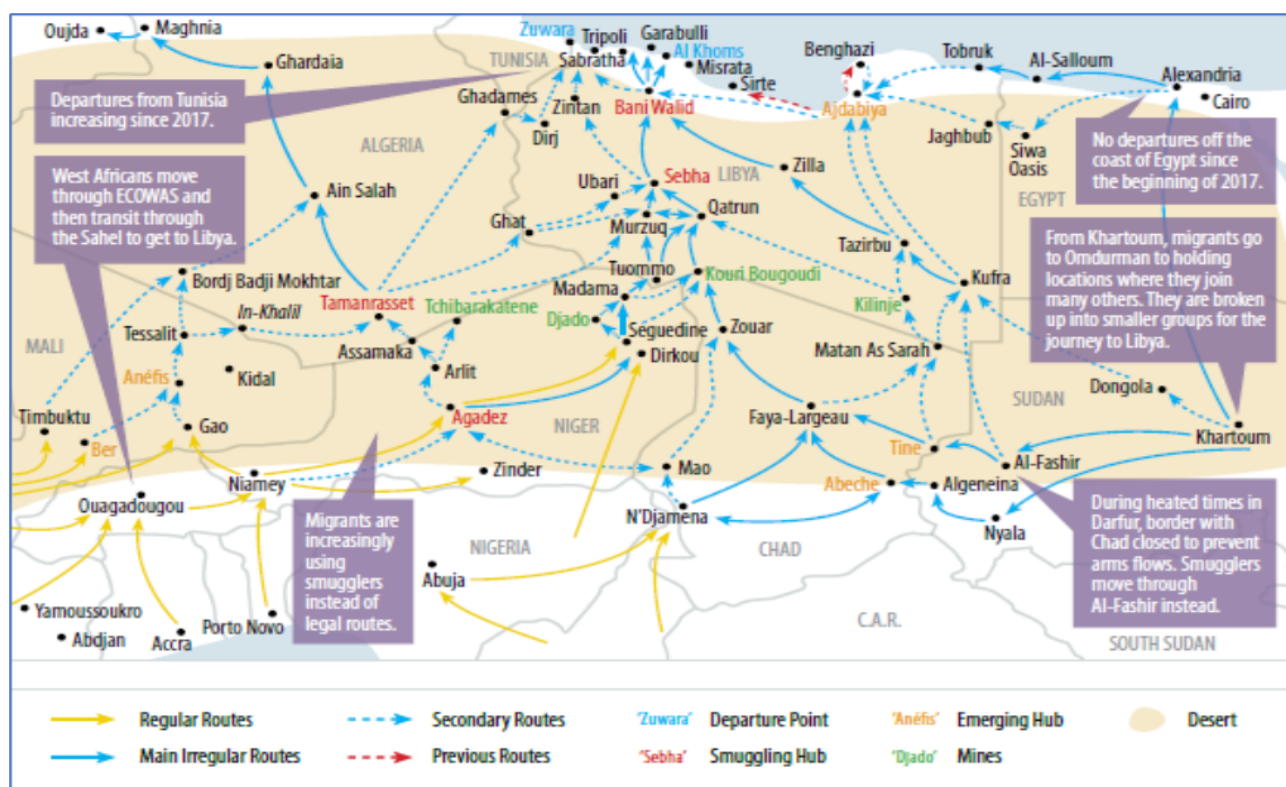 Oujda
Maghnia
Ghardaia
Zuwara
Tripoli
Garabulli
Al Khoms
Sabratha
Misrata
Sirte
Benghazi
Tobruk
Al-Salloum
Alexandria
Cairo
TUNISIA
Departures from Tunisia
increasing since 2017.
Ghadames
Zintan
Bani Walid
Ajdabiya
Dirj
ALGERIA
Jaghbub
Siwa
Oasis
No departures off the
coast of Egypt since
the beginning of 2017.
West Africans move
through ECOWAS and
then transit through
the Sahel to get to Libya.
Ain Salah
Ubari
Sebha
LIBYA
Zilla
EGYPT
Ghat
Murzuq
Qatrun
Tazirbu
From Khartoum, migrants go
to Omdurman to holding
locations where they join
many others. They are broken
up into smaller groups for the
journey to Libya.
Bordj Badji Mokhtar
Tuommo
Kouri Bougoudi
Kufra
In-Khalil
Tamanrasset
Tchibarakatene
Madama
Kilinje
Tessalit
Djado
Seguedine
Zouar
MALI
Assamaka
Dirkou
Matan As Sarah
Anéfis
Kidal
Arlit
Dongola
SUDAN
Timbuktu
Gao
Agadez
NIGER
Faya-Largeau
Khartoum
Ber
Tine
Al-Fashir
Niamey
Zinder
Mao
Abeche
Algeneina
Ouagadougou
N'Djamena
Nyala
Migrants are
increasingly
using
smugglers
instead of
legal routes.
NIGERIA
CHAD
During heated times in
Darfur, border with
Chad closed to prevent
arms flows. Smugglers
move through
Al-Fashir instead.
Abuja
Yamoussoukro
Abdjan
Accra
Porto Novo
C.A.R.
SOUTH SUDAN
Regular Routes
Secondary Routes
"Zuwara" Departure Point
"Anéfis" Emerging Hub
Desert
Main Irregular Routes
Previous Routes
"Sebha" Smuggling Hub
"Djado" Mines